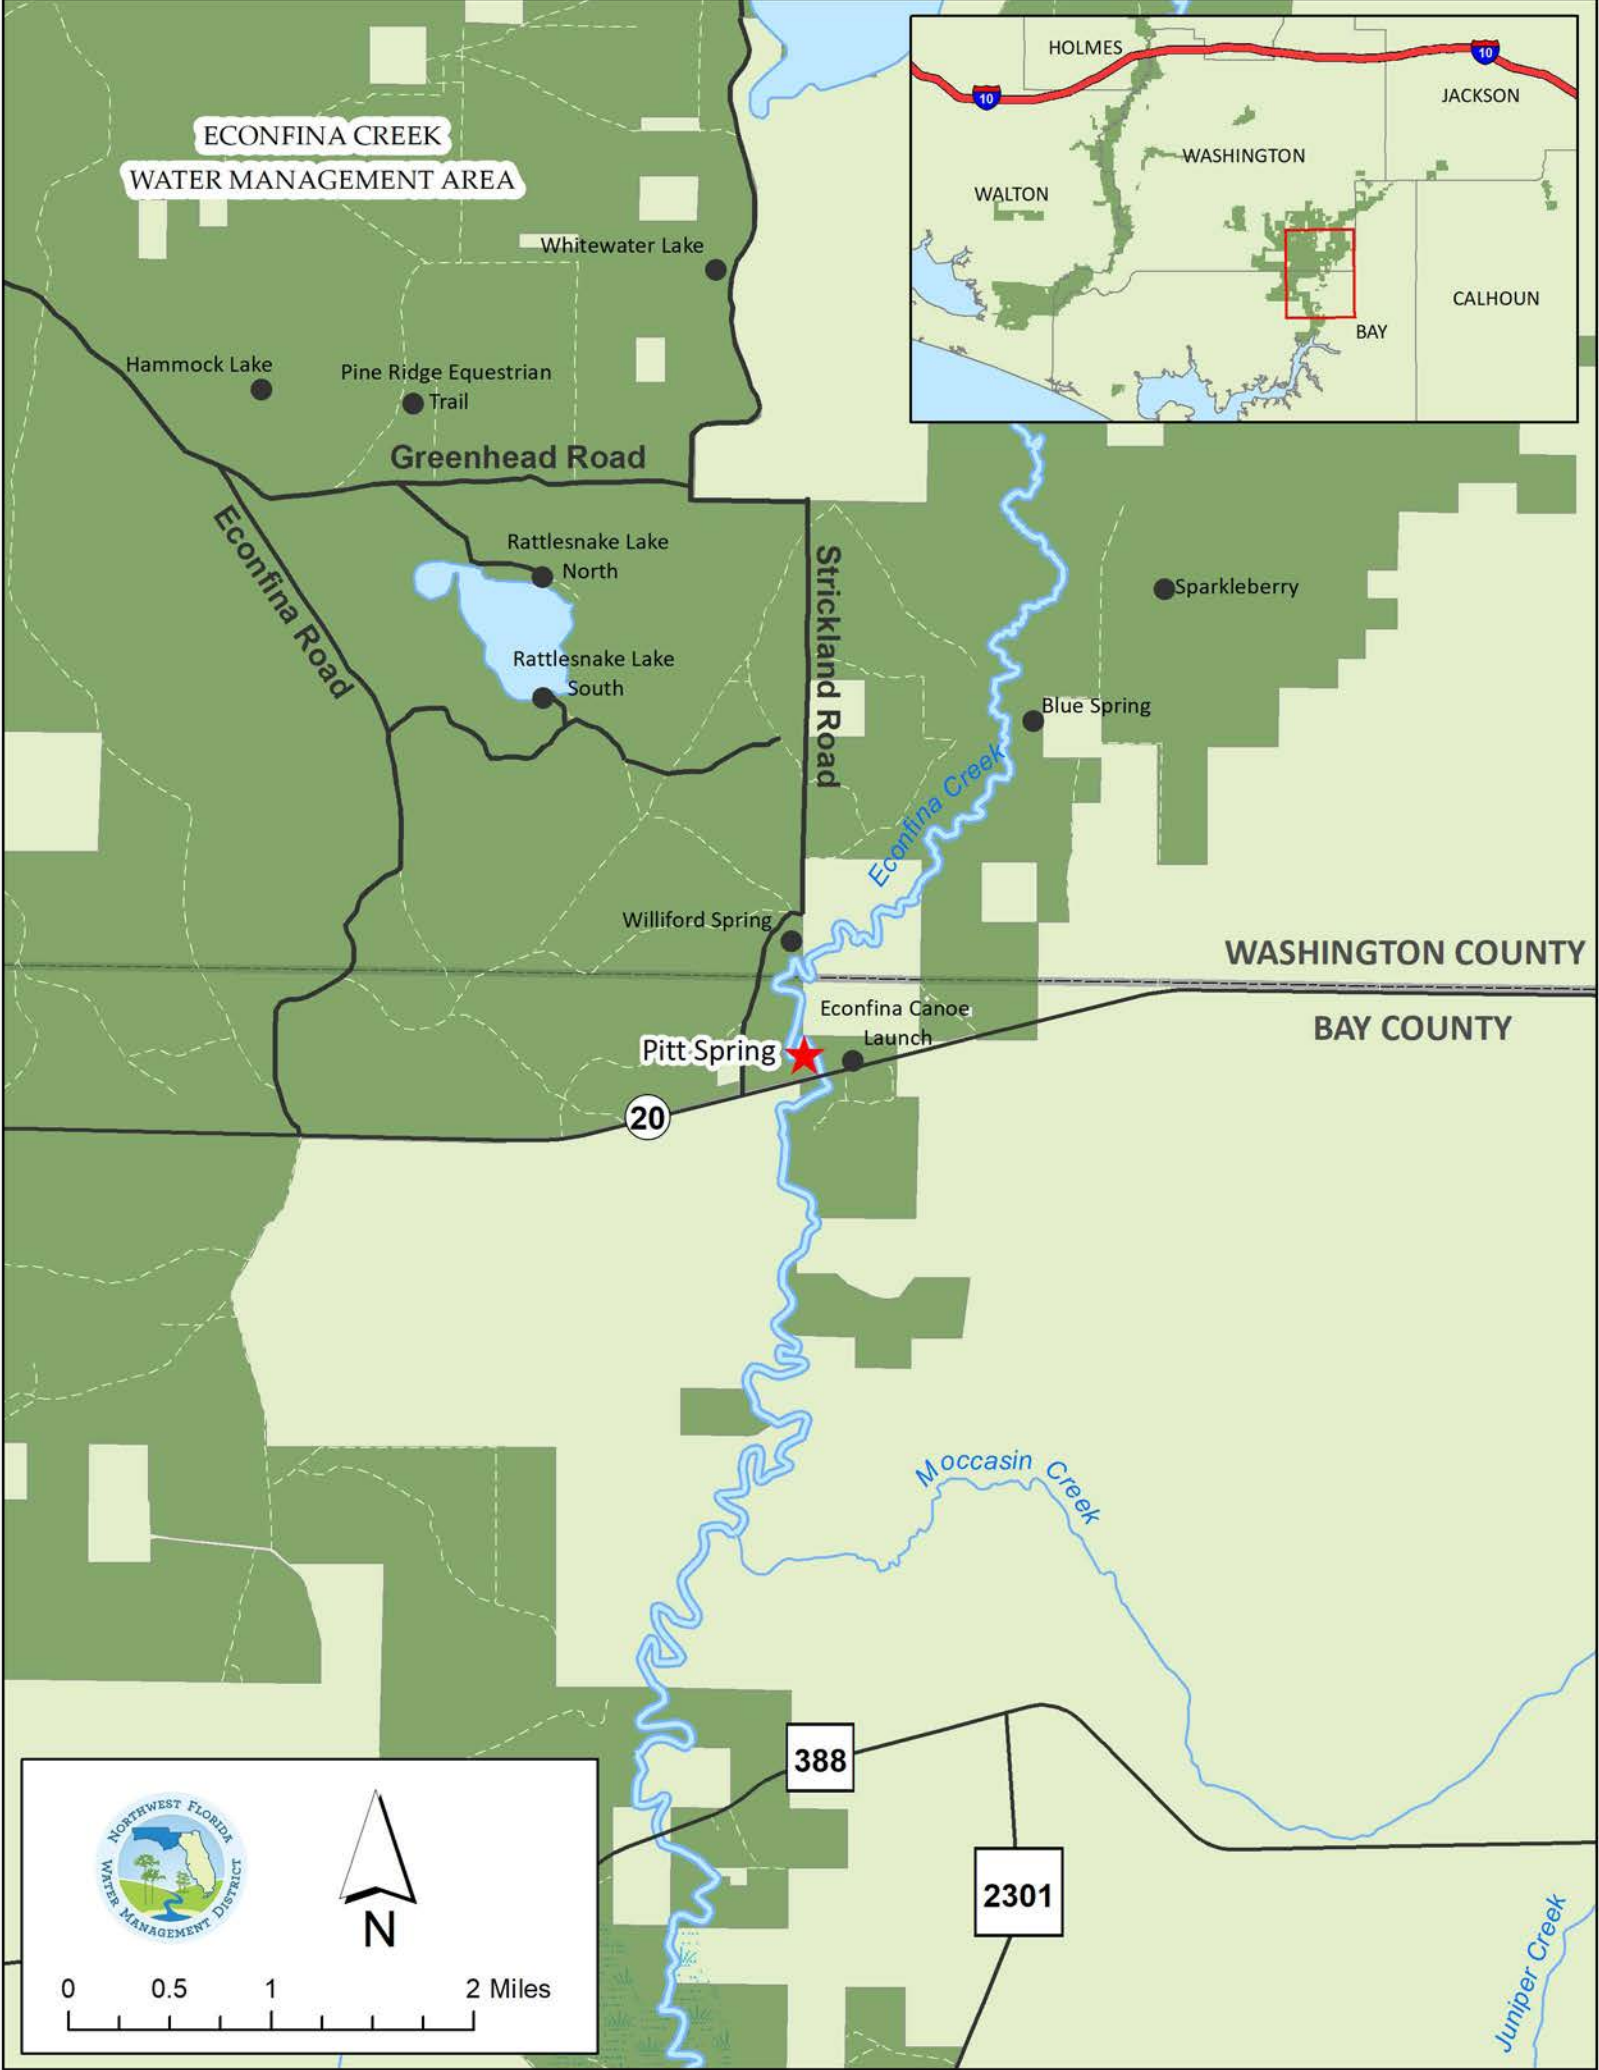 ECONFINA CREEK
WATER MANAGEMENT AREA
HOLMES
10
10
JACKSON
WASHINGTON
WALTON
CALHOUN
BAY
Whitewater Lake
Hammock Lake
Pine Ridge Equestrian
Trail
Greenhead Road
Econfina Road
Rattlesnake Lake
North
Strickland Road
Sparkleberry
Rattlesnake Lake
South
Blue Spring
Econfina Creek
Williford Spring
WASHINGTON COUNTY
Econfina Canoe
Launch
BAY COUNTY
Pitt Spring
20
Moccasin Creek
388
2301
Juniper Creek
NORTHWEST FLORIDA
WATER MANAGEMENT DISTRICT
N
0 0.5 1 2 Miles